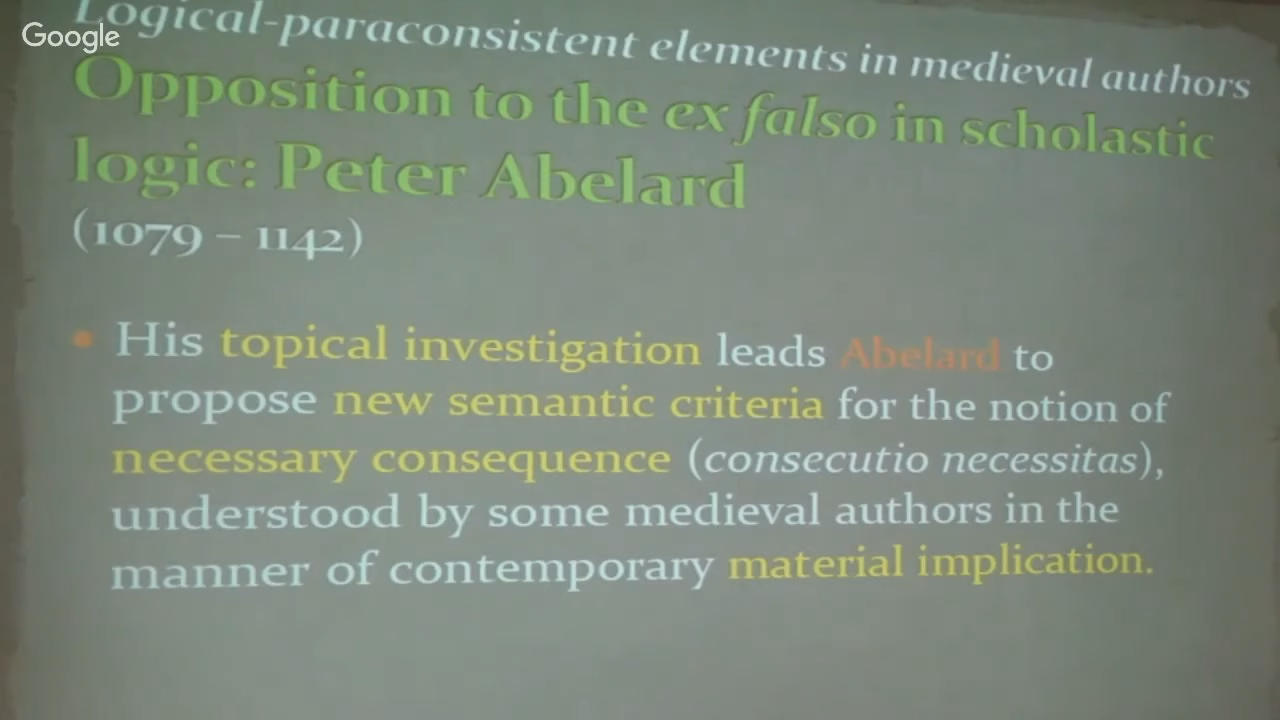 Google
Logical-paraconsistent elements in medieval authors
Opposition to the ex falso in scholastic
logic: Peter Abelard
(1079 – 1142)
• His topical investigation leads Abelard to
propose new semantic criteria for the notion of
necessary consequence (consecutio necessitas),
understood by some medieval authors in the
manner of contemporary material implication.